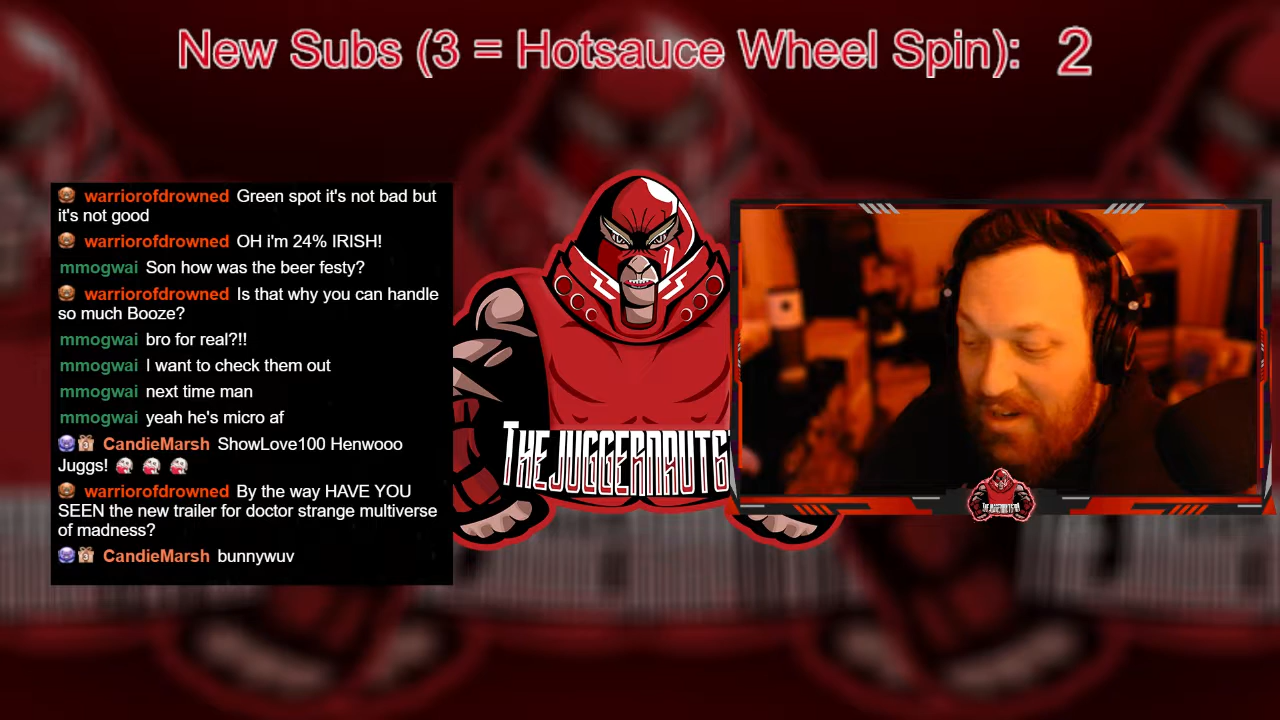 New Subs (3 = Hotsauce Wheel Spin): 2
warriorofdrowned Green spot it's not bad but
it's not good
warriorofdrowned OH i'm 24% IRISH!
mmogwai Son how was the beer festy?
warriorofdrowned Is that why you can handle
so much Booze?
mmogwai bro for real?!!
mmogwai I want to check them out
mmogwai next time man
mmogwai yeah he's micro af
CandieMarsh ShowLove100 Henwooo
Juggs!
warriorofdrowned By the way HAVE YOU
SEEN the new trailer for doctor strange multiverse
of madness?
CandieMarsh bunnywuv